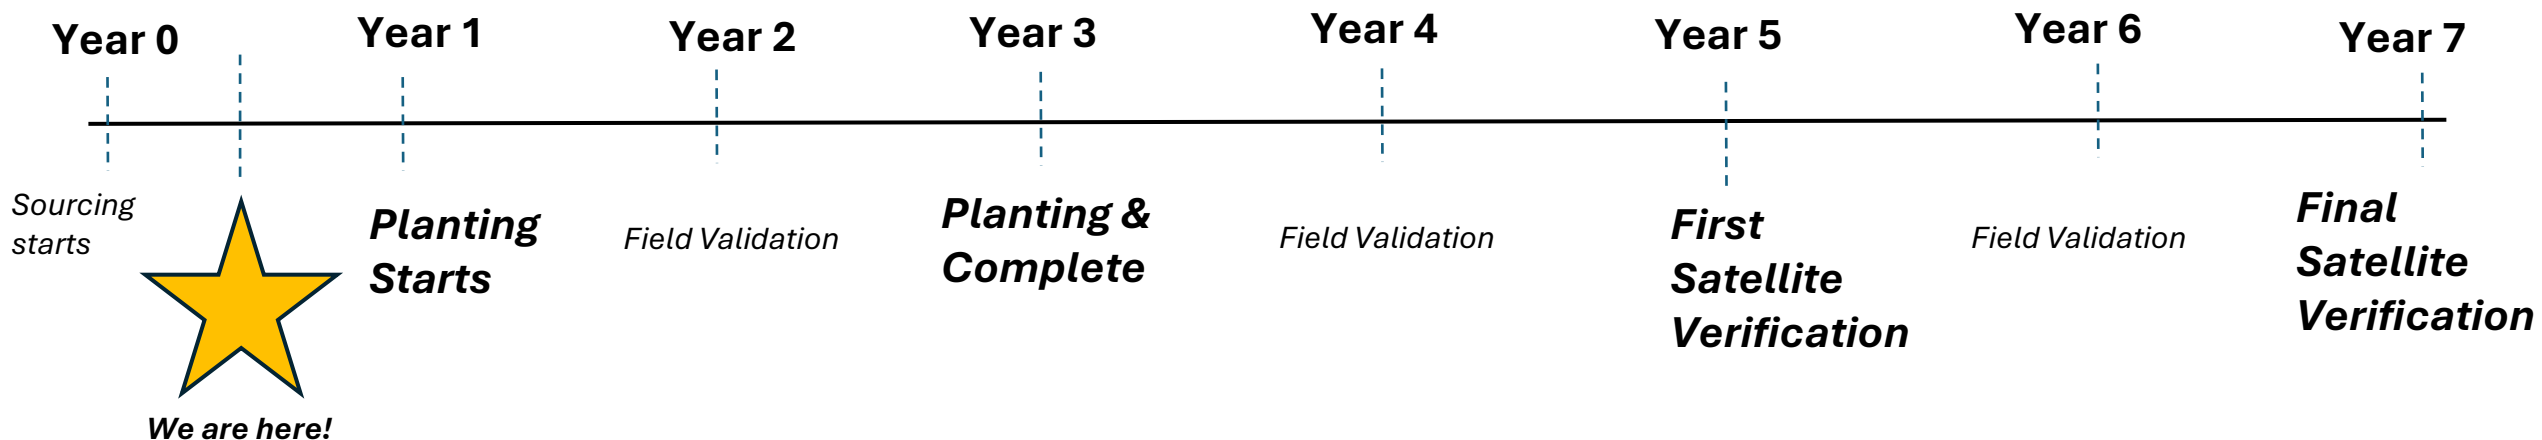 Year 0
Year 1
Year 2
Year 3
Year 4
Year 5
Year 6
Year 7
Sourcing
starts
Planting
Starts
Field Validation
Planting &
Complete
Field Validation
First
Satellite
Verification
Field Validation
Final
Satellite
Verification
We are here!